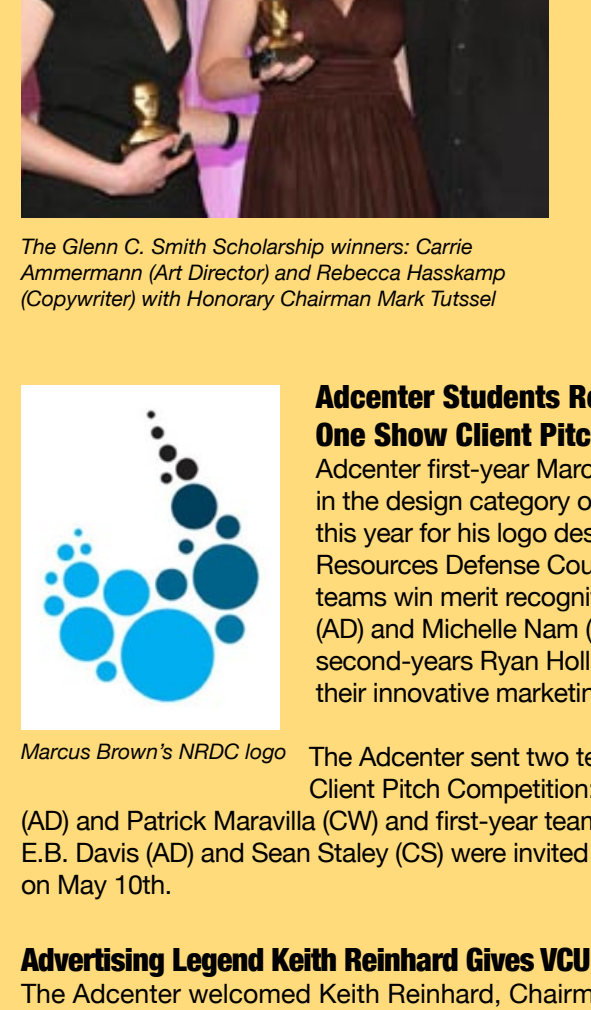 The Glenn C. Smith Scholarship winners: Carrie
Ammermann (Art Director) and Rebecca Hasskamp
(Copywriter) with Honorary Chairman Mark Tutssel
Adcenter Students Re
One Show Client Pitc
Adcenter first-year Marc
in the design category o
this year for his logo des
Resources Defense Cou
teams win merit recognit
(AD) and Michelle Nam (
second-years Ryan Holl
their innovative marketin
Marcus Brown's NRDC logo
The Adcenter sent two te
Client Pitch Competition:
(AD) and Patrick Maravilla (CW) and first-year tean
E.B. Davis (AD) and Sean Staley (CS) were invited
on May 10th.
Advertising Legend Keith Reinhard Gives VCU
The Adcenter welcomed Keith Reinhard, Chairm